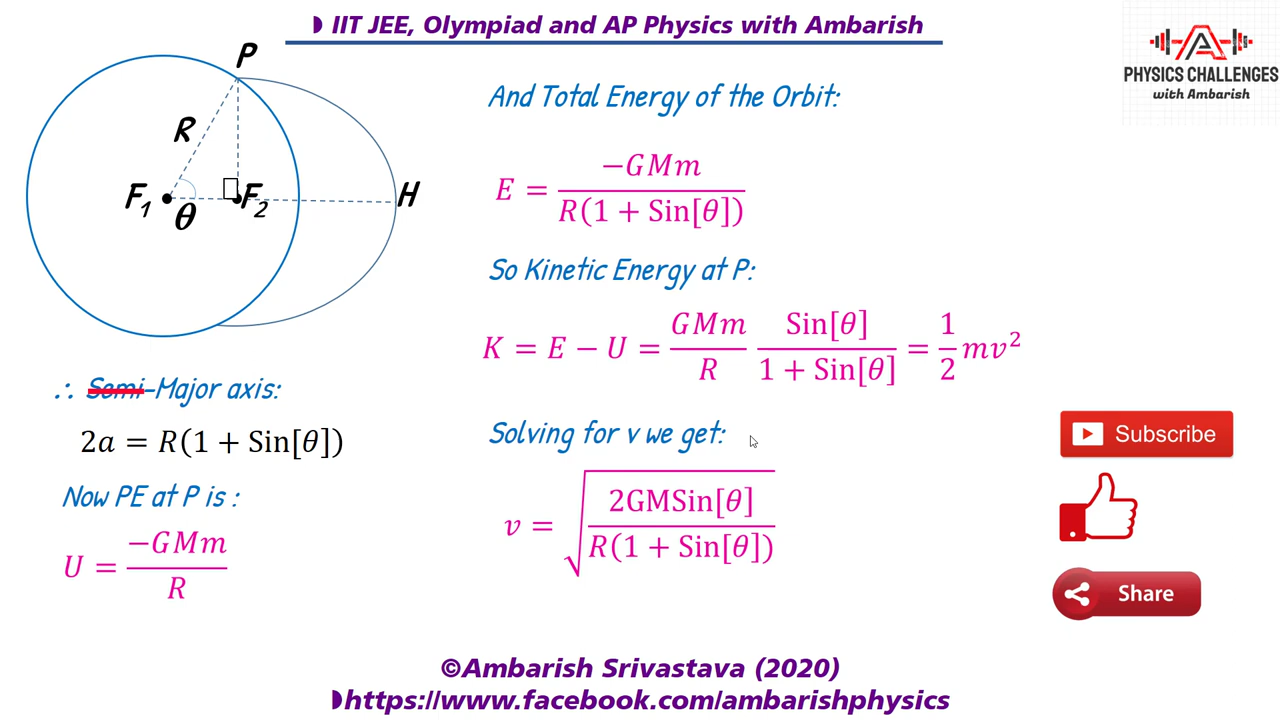 ◗ IIT JEE, Olympiad and AP Physics with Ambarish
PHYSICS CHALLENGES
with Ambarish
P
R
F₁
θ
F₂
H
∴ Semi-Major axis:
2a = R(1 + Sin[θ])
Now PE at P is :
U = −GMm / R
And Total Energy of the Orbit:
E = −GMm / R(1 + Sin[θ])
So Kinetic Energy at P:
K = E − U = GMm / R Sin[θ] / 1 + Sin[θ] = 1 / 2 mv²
Solving for v we get:
v = √ 2GMSin[θ] / R(1 + Sin[θ])
Subscribe
Share
©Ambarish Srivastava (2020)
◗https://www.facebook.com/ambarishphysics